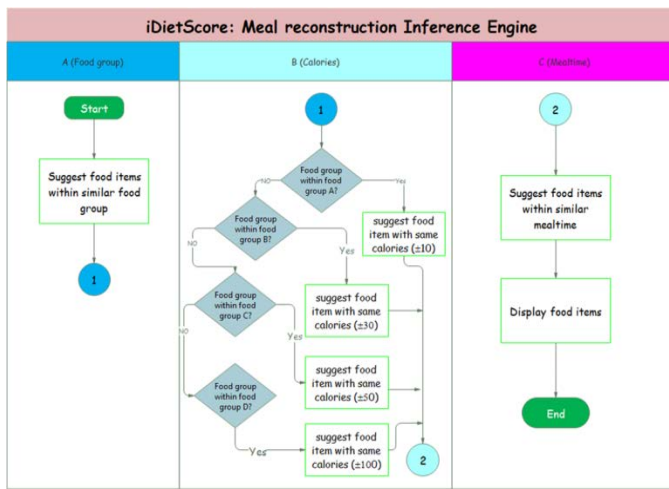 iDietScore: Meal reconstruction Inference Engine
A (Food group)
B (Calories)
C (Mealtime)
Start
Suggest food items
within similar food
group
1
1
Food group
within food
group A?
NO
Yes
Food group
within food
group B?
NO
Yes
suggest food
item with same
calories (±10)
suggest food
item with same
calories (±30)
Food group
within food
group C?
NO
Yes
suggest food
item with same
calories (±50)
Food group
within food
group D?
Yes
suggest food
item with same
calories (±100)
2
2
Suggest food items
within similar
mealtime
Display food items
End